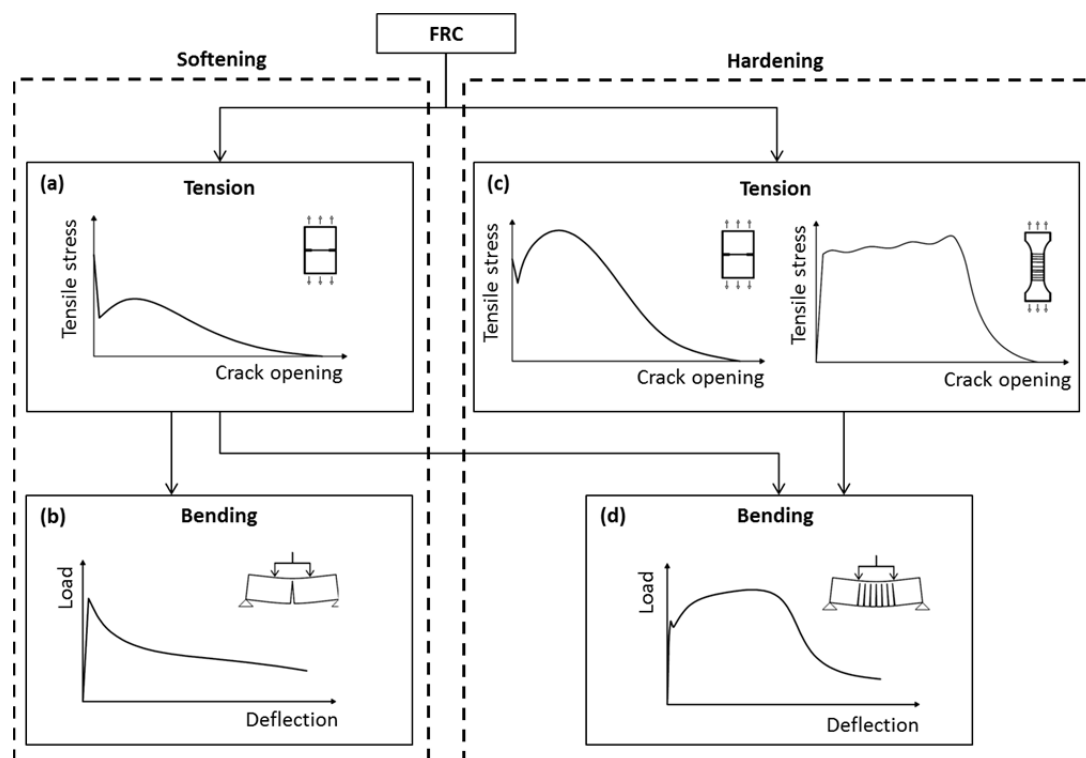 FRC
Softening
Hardening
(a)
Tension
Tensile stress
Crack opening
(c)
Tension
Tensile stress
Crack opening
Tensile stress
Crack opening
(b)
Bending
Load
Deflection
(d)
Bending
Load
Deflection